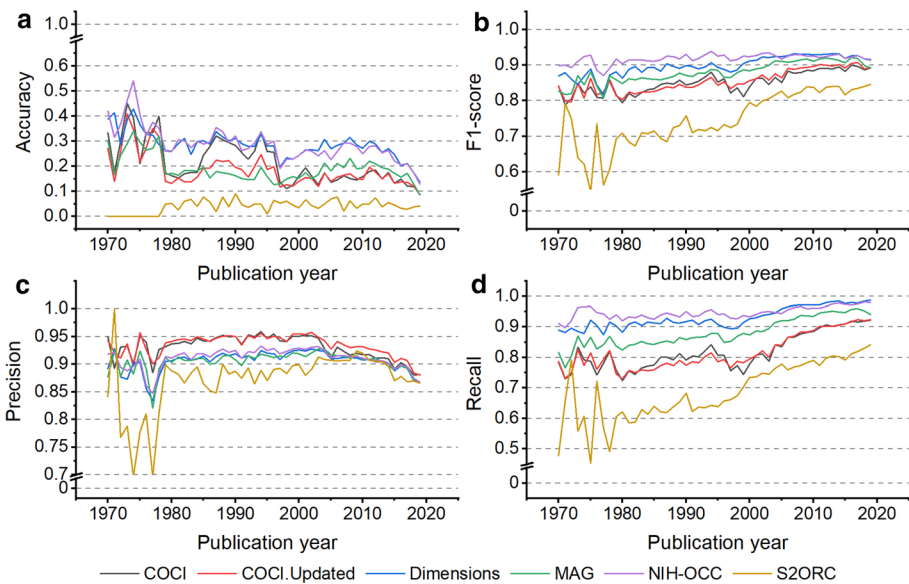 a
1.0
0.6
0.5
0.4
0.3
0.2
0.1
0.0
Accuracy
1970 1980 1990 2000 2010 2020
Publication year
b
1.0
0.9
0.8
0.7
0.6
0
F1-score
1970 1980 1990 2000 2010 2020
Publication year
c
1.0
0.95
0.9
0.85
0.8
0.75
0.7
0
Precision
1970 1980 1990 2000 2010 2020
Publication year
d
1.0
0.9
0.8
0.7
0.6
0.5
0
Recall
1970 1980 1990 2000 2010 2020
Publication year
COCI COCI.Updated Dimensions MAG NIH-OCC S2ORC